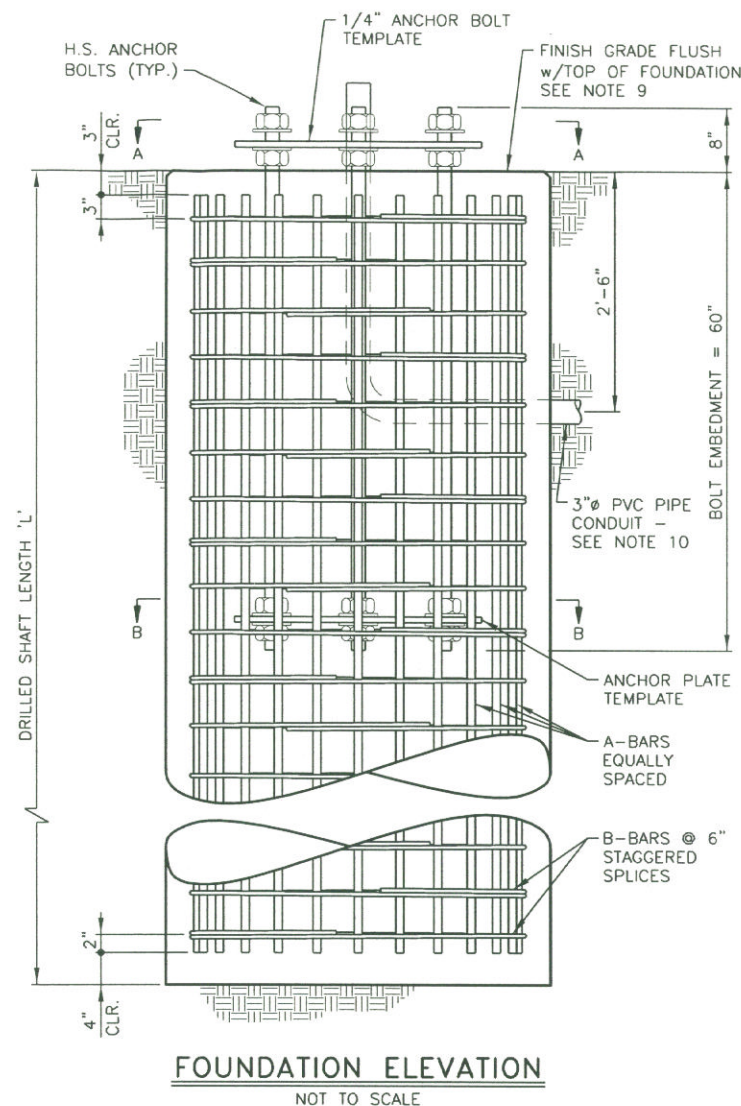 1/4" ANCHOR BOLT
TEMPLATE
H.S. ANCHOR
BOLTS (TYP.)
FINISH GRADE FLUSH
w/TOP OF FOUNDATION
SEE NOTE 9
3"
CLR.
A
A
8"
3"
2'-6"
BOLT EMBEDMENT = 60"
3"ø PVC PIPE
CONDUIT –
SEE NOTE 10
DRILLED SHAFT LENGTH 'L'
B
B
ANCHOR PLATE
TEMPLATE
A-BARS
EQUALLY
SPACED
B-BARS @ 6"
STAGGERED
SPLICES
2"
4"
CLR.
FOUNDATION ELEVATION
NOT TO SCALE